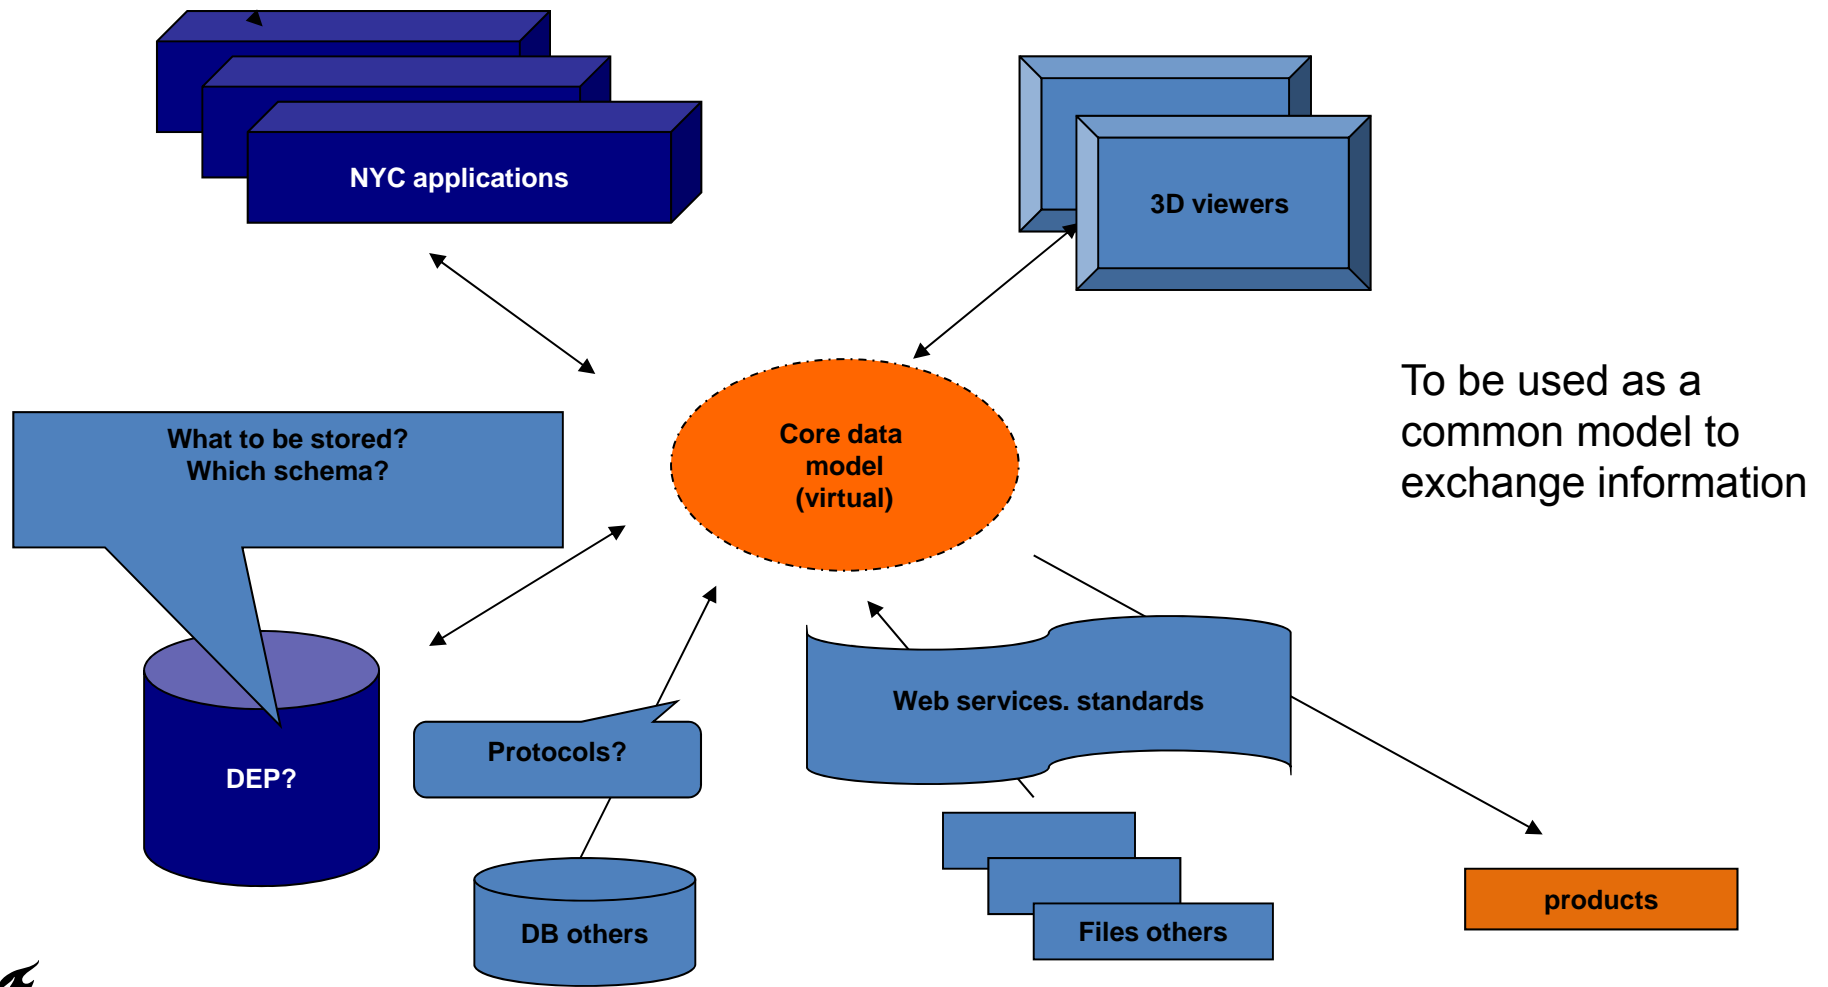 NYC applications
3D viewers
To be used as a
common model to
exchange information
What to be stored?
Which schema?
Core data
model
(virtual)
Web services. standards
Protocols?
DEP?
DB others
Files others
products